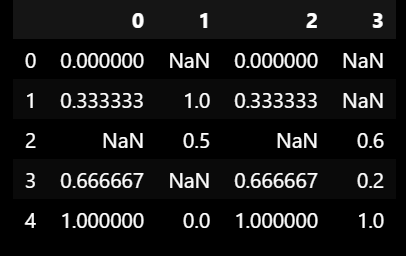 0 1 2 3
0 0.000000 NaN 0.000000 NaN
1 0.333333 1.0 0.333333 NaN
2 NaN 0.5 NaN 0.6
3 0.666667 NaN 0.666667 0.2
4 1.000000 0.0 1.000000 1.0